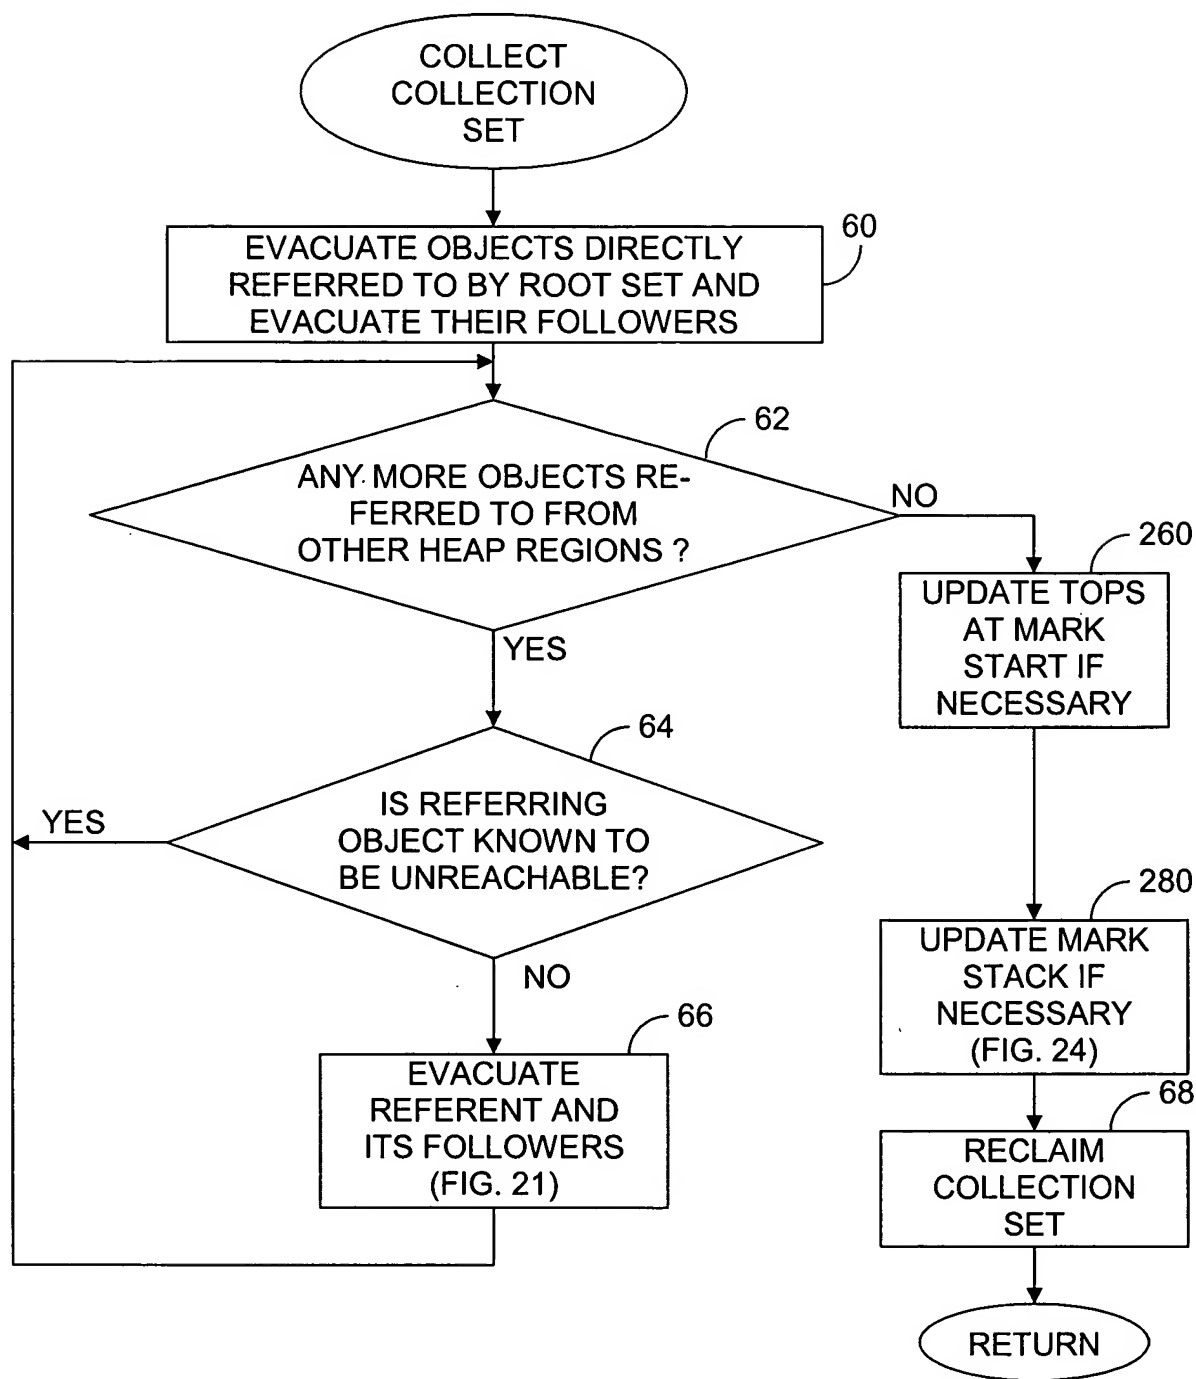 COLLECT
COLLECTION
SET
60
EVACUATE OBJECTS DIRECTLY
REFERRED TO BY ROOT SET AND
EVACUATE THEIR FOLLOWERS
62
ANY MORE OBJECTS RE-
FERRED TO FROM
OTHER HEAP REGIONS ?
NO
YES
260
UPDATE TOPS
AT MARK
START IF
NECESSARY
64
IS REFERRING
OBJECT KNOWN TO
BE UNREACHABLE?
YES
NO
280
UPDATE MARK
STACK IF
NECESSARY
(FIG. 24)
66
EVACUATE
REFERENT AND
ITS FOLLOWERS
(FIG. 21)
68
RECLAIM
COLLECTION
SET
RETURN